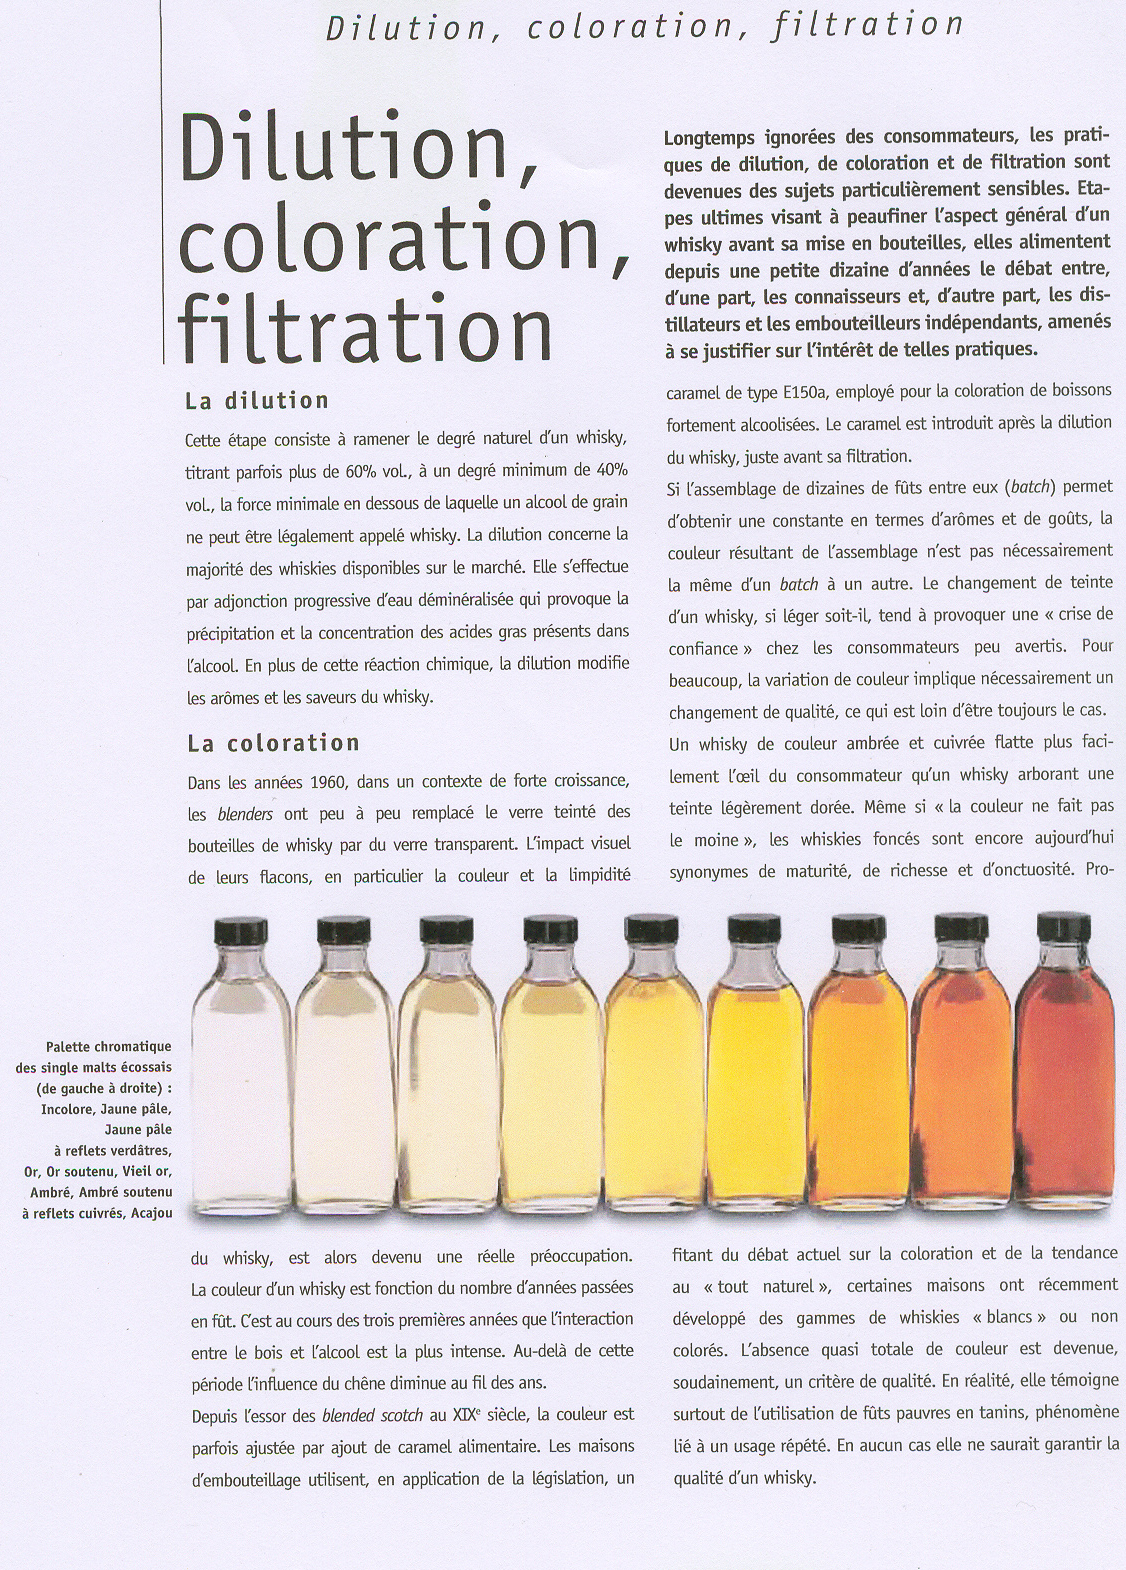 Dilution, coloration, filtration
Dilution,
coloration,
filtration
Longtemps ignorées des consommateurs, les prati-
ques de dilution, de coloration et de filtration sont
devenues des sujets particulièrement sensibles. Eta-
pes ultimes visant à peaufiner l'aspect général d'un
whisky avant sa mise en bouteilles, elles alimentent
depuis une petite dizaine d'années le débat entre,
d'une part, les connaisseurs et, d'autre part, les dis-
tillateurs et les embouteilleurs indépendants, amenés
à se justifier sur l'intérêt de telles pratiques.
La dilution
Cette étape consiste à ramener le degré naturel d'un whisky,
titrant parfois plus de 60% vol., à un degré minimum de 40%
vol., la force minimale en dessous de laquelle un alcool de grain
ne peut être légalement appelé whisky. La dilution concerne la
majorité des whiskies disponibles sur le marché. Elle s'effectue
par adjonction progressive d'eau déminéralisée qui provoque la
précipitation et la concentration des acides gras présents dans
l'alcool. En plus de cette réaction chimique, la dilution modifie
les arômes et les saveurs du whisky.
La coloration
Dans les années 1960, dans un contexte de forte croissance,
les blenders ont peu à peu remplacé le verre teinté des
bouteilles de whisky par du verre transparent. L'impact visuel
de leurs flacons, en particulier la couleur et la limpidité
du whisky, est alors devenu une réelle préoccupation.
La couleur d'un whisky est fonction du nombre d'années passées
en fût. C'est au cours des trois premières années que l'interaction
entre le bois et l'alcool est la plus intense. Au-delà de cette
période l'influence du chêne diminue au fil des ans.
Depuis l'essor des blended scotch au XIXe siècle, la couleur est
parfois ajustée par ajout de caramel alimentaire. Les maisons
d'embouteillage utilisent, en application de la législation, un
caramel de type E150a, employé pour la coloration de boissons
fortement alcoolisées. Le caramel est introduit après la dilution
du whisky, juste avant sa filtration.
Si l'assemblage de dizaines de fûts entre eux (batch) permet
d'obtenir une constante en termes d'arômes et de goûts, la
couleur résultant de l'assemblage n'est pas nécessairement
la même d'un batch à un autre. Le changement de teinte
d'un whisky, si léger soit-il, tend à provoquer une « crise de
confiance » chez les consommateurs peu avertis. Pour
beaucoup, la variation de couleur implique nécessairement un
changement de qualité, ce qui est loin d'être toujours le cas.
Un whisky de couleur ambrée et cuivrée flatte plus faci-
lement l'œil du consommateur qu'un whisky arborant une
teinte légèrement dorée. Même si « la couleur ne fait pas
le moine », les whiskies foncés sont encore aujourd'hui
synonymes de maturité, de richesse et d'onctuosité. Pro-
fitant du débat actuel sur la coloration et de la tendance
au « tout naturel », certaines maisons ont récemment
développé des gammes de whiskies « blancs » ou non
colorés. L'absence quasi totale de couleur est devenue,
soudainement, un critère de qualité. En réalité, elle témoigne
surtout de l'utilisation de fûts pauvres en tanins, phénomène
lié à un usage répété. En aucun cas elle ne saurait garantir la
qualité d'un whisky.
Palette chromatique
des single malts écossais
(de gauche à droite) :
Incolore, Jaune pâle,
Jaune pâle
à reflets verdâtres,
Or, Or soutenu, Vieil or,
Ambré, Ambré soutenu
à reflets cuivrés, Acajou